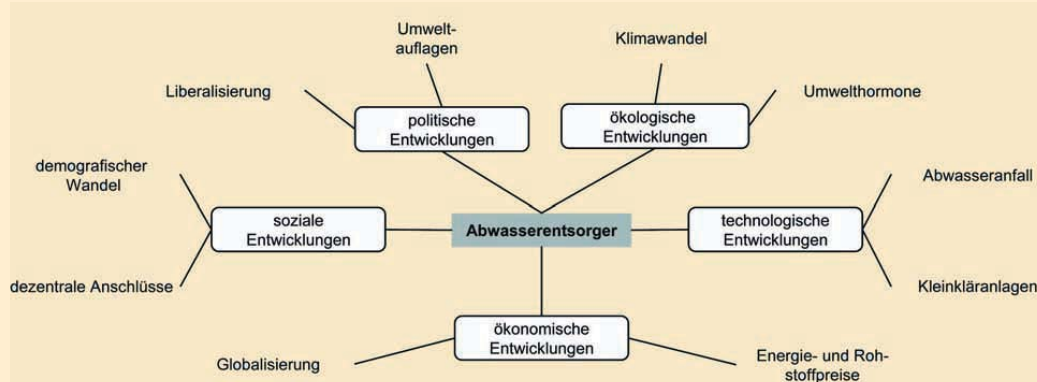 Umwelt-
auflagen
Klimawandel
Liberalisierung
Umwelthormone
politische
Entwicklungen
ökologische
Entwicklungen
demografischer
Wandel
Abwasseranfall
soziale
Entwicklungen
Abwasserentsorger
technologische
Entwicklungen
dezentrale Anschlüsse
Kleinkläranlagen
ökonomische
Entwicklungen
Globalisierung
Energie- und Roh-
stoffpreise